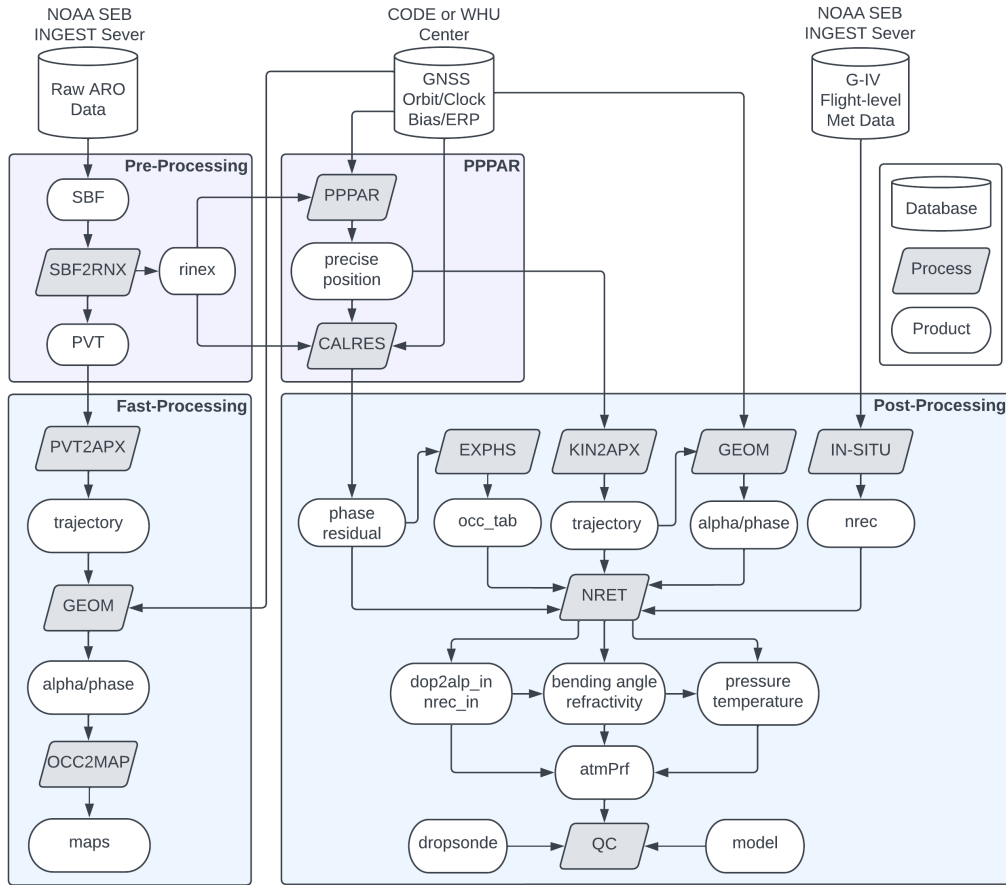 NOAA SEB
INGEST Sever
Raw ARO
Data
CODE or WHU
Center
GNSS
Orbit/Clock
Bias/ERP
NOAA SEB
INGEST Sever
G-IV
Flight-level
Met Data
Pre-Processing
SBF
SBF2RNX
rinex
PVT
PPPAR
PPPAR
precise
position
CALRES
Database
Process
Product
Fast-Processing
PVT2APX
trajectory
GEOM
alpha/phase
OCC2MAP
maps
Post-Processing
EXPHS
KIN2APX
GEOM
IN-SITU
phase
residual
occ_tab
trajectory
alpha/phase
nrec
NRET
dop2alp_in
nrec_in
bending angle
refractivity
pressure
temperature
atmPrf
dropsonde
QC
model